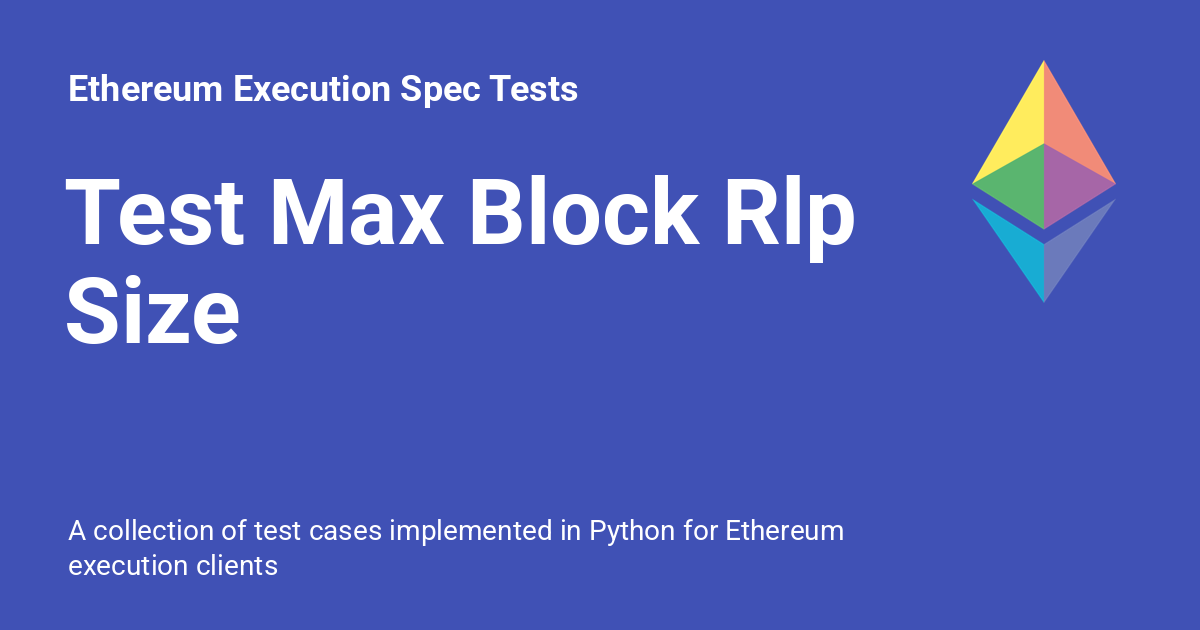 Ethereum Execution Spec Tests
Test Max Block Rlp
Size
A collection of test cases implemented in Python for Ethereum
execution clients